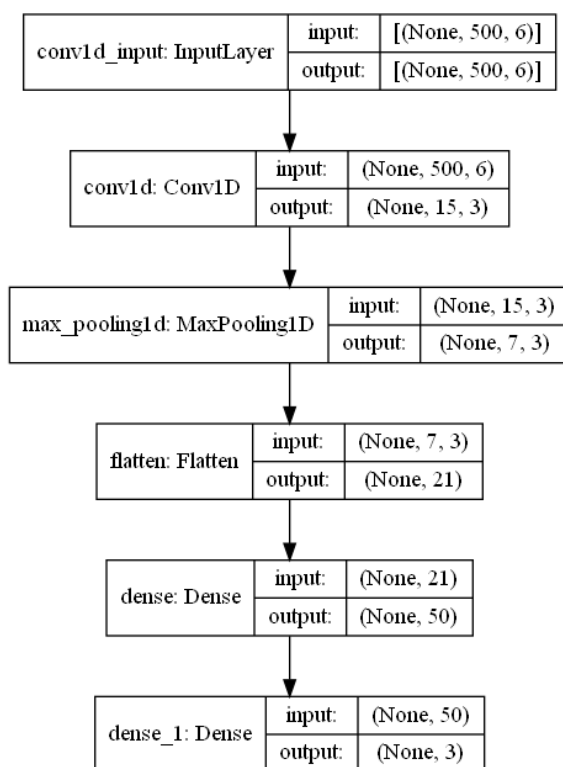 conv1d_input: InputLayer
input: [(None, 500, 6)]
output: [(None, 500, 6)]
conv1d: Conv1D
input: (None, 500, 6)
output: (None, 15, 3)
max_pooling1d: MaxPooling1D
input: (None, 15, 3)
output: (None, 7, 3)
flatten: Flatten
input: (None, 7, 3)
output: (None, 21)
dense: Dense
input: (None, 21)
output: (None, 50)
dense_1: Dense
input: (None, 50)
output: (None, 3)